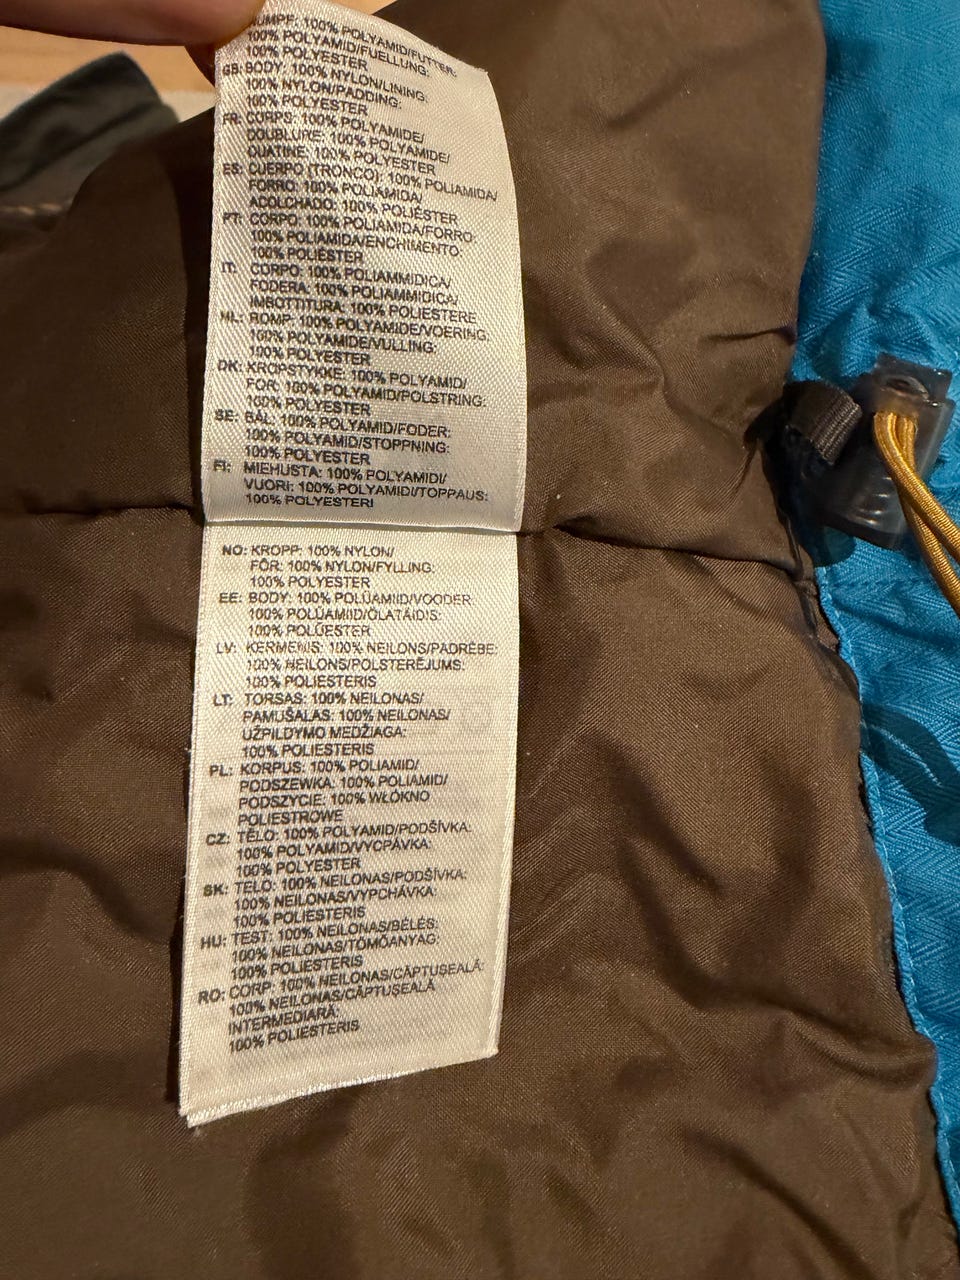 RUMPF: 100% POLYAMID/FUTTER:
100% POLYAMID/FUELLUNG:
100% POLYESTER
GB: BODY: 100% NYLON/LINING:
100% NYLON/PADDING:
100% POLYESTER
FR: CORPS: 100% POLYAMIDE/
DOUBLURE: 100% POLYAMIDE/
OUATINE: 100% POLYESTER
ES: CUERPO (TRONCO): 100% POLIAMIDA/
FORRO: 100% POLIAMIDA/
ACOLCHADO: 100% POLIÉSTER
PT: CORPO: 100% POLIAMIDA/FORRO:
100% POLIAMIDA/ENCHIMENTO:
100% POLIÉSTER
IT: CORPO: 100% POLIAMMIDICA/
FODERA: 100% POLIAMMIDICA/
IMBOTTITURA: 100% POLIESTERE
NL: ROMP: 100% POLYAMIDE/VOERING:
100% POLYAMIDE/VULLING:
100% POLYESTER
DK: KROPSTYKKE: 100% POLYAMID/
FOR: 100% POLYAMID/POLSTRING:
100% POLYESTER
SE: BÅL: 100% POLYAMID/FODER:
100% POLYAMID/STOPPNING:
100% POLYESTER
FI: MIEHUSTA: 100% POLYAMIDI/
VUORI: 100% POLYAMIDI/TOPPAUS:
100% POLYESTERI
NO: KROPP: 100% NYLON/
FÔR: 100% NYLON/FYLLING:
100% POLYESTER
EE: BODY: 100% POLÜAMIID/VOODER:
100% POLÜAMIID/ÕLATÄIDIS:
100% POLÜESTER
LV: ĶERMENIS: 100% NEILONS/PADRĒBE:
100% NEILONS/POLSTERĒJUMS:
100% POLIESTERIS
LT: TORSAS: 100% NEILONAS/
PAMUŠALAS: 100% NEILONAS/
UŽPILDYMO MEDŽIAGA:
100% POLIESTERIS
PL: KORPUS: 100% POLIAMID/
PODSZEWKA: 100% POLIAMID/
PODSZYCIE: 100% WŁÓKNO
POLIESTROWE
CZ: TĚLO: 100% POLYAMID/PODŠÍVKA:
100% POLYAMID/VYCPÁVKA:
100% POLYESTER
SK: TELO: 100% NEILONAS/PODŠÍVKA:
100% NEILONAS/VYPCHÁVKA:
100% POLIESTERIS
HU: TEST: 100% NEILONAS/BÉLÉS:
100% NEILONAS/TÖMŐANYAG:
100% POLIESTERIS
RO: CORP: 100% NEILONAS/CĂPTUȘEALĂ:
100% NEILONAS/CĂPTUȘEALĂ
INTERMEDIARĂ:
100% POLIESTERIS